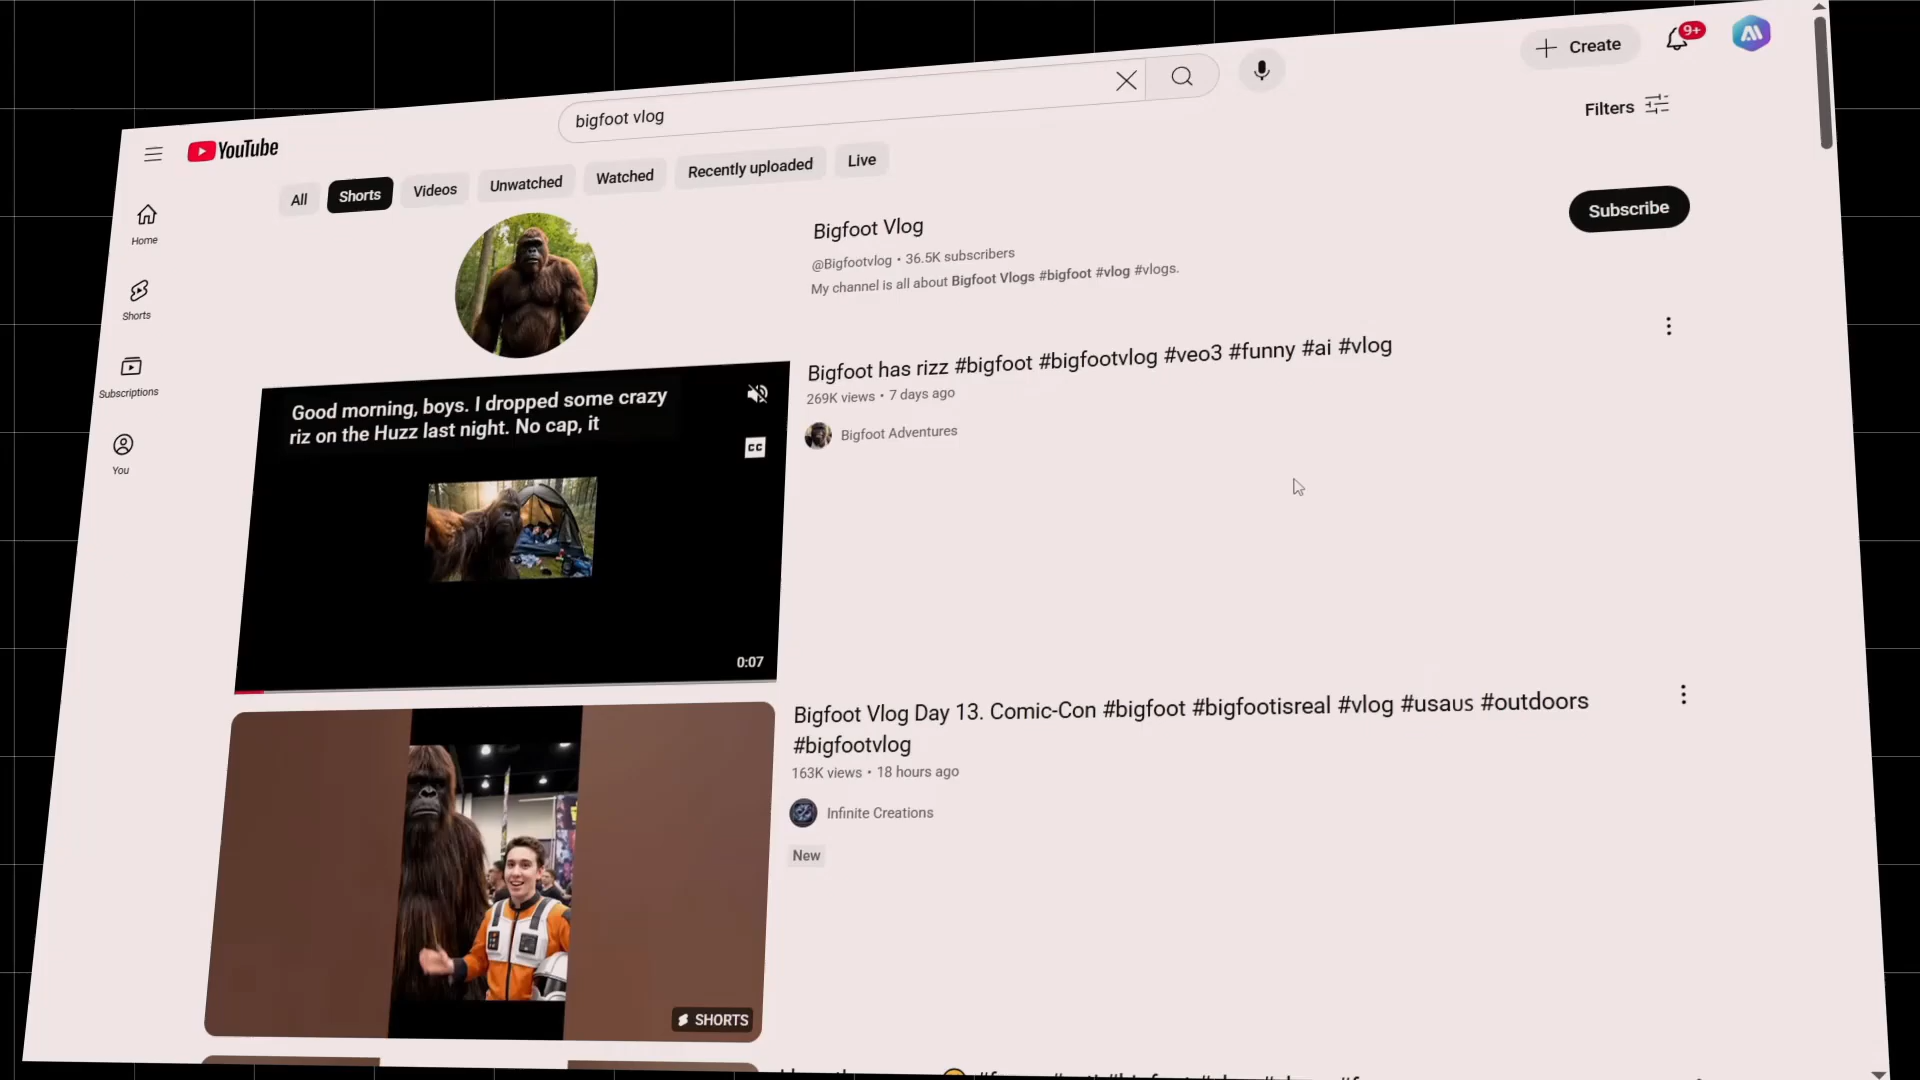 YouTube
bigfoot vlog
Create
9+
Filters
All
Shorts
Videos
Unwatched
Watched
Recently uploaded
Live
Home
Shorts
Subscriptions
You
Bigfoot Vlog
@Bigfootvlog • 36.5K subscribers
My channel is all about Bigfoot Vlogs #bigfoot #vlog #vlogs.
Subscribe
Good morning, boys. I dropped some crazy
riz on the Huzz last night. No cap, it
CC
0:07
Bigfoot has rizz #bigfoot #bigfootvlog #veo3 #funny #ai #vlog
269K views • 7 days ago
Bigfoot Adventures
SHORTS
Bigfoot Vlog Day 13. Comic-Con #bigfoot #bigfootisreal #vlog #usaus #outdoors
#bigfootvlog
163K views • 18 hours ago
Infinite Creations
New